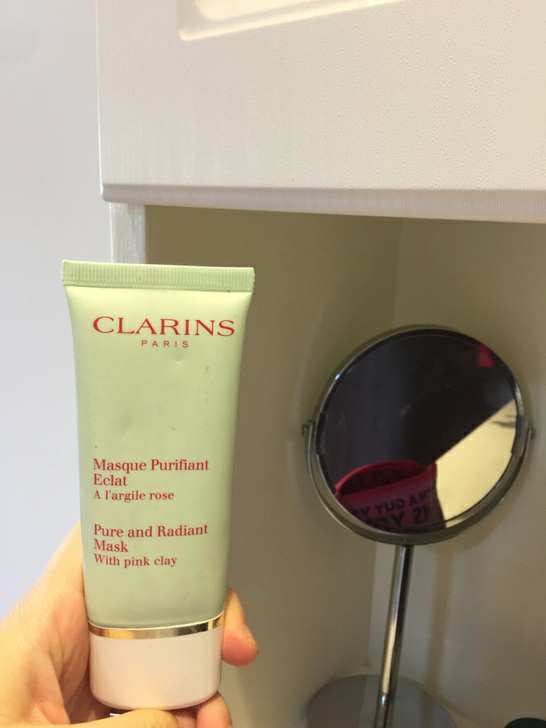 CLARINS
PARIS
Masque Purifiant
Eclat
A l'argile rose
Pure and Radiant
Mask
With pink clay